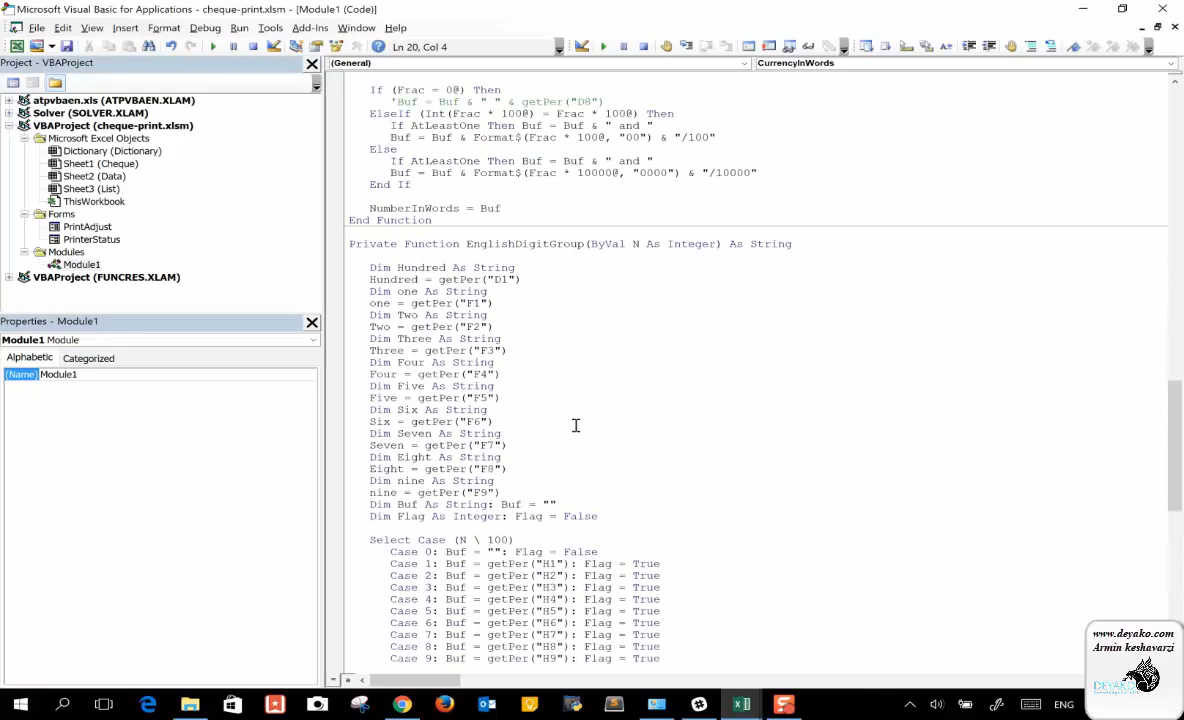 Microsoft Visual Basic for Applications - cheque-print.xlsm - [Module1 (Code)]
File Edit View Insert Format Debug Run Tools Add-Ins Window Help
Ln 20, Col 4
Project - VBAProject
(General)
CurrencyInWords
atpvbaen.xls (ATPVBAEN.XLAM)
Solver (SOLVER.XLAM)
VBAProject (cheque-print.xlsm)
Microsoft Excel Objects
Dictionary (Dictionary)
Sheet1 (Cheque)
Sheet2 (Data)
Sheet3 (List)
ThisWorkbook
Forms
PrintAdjust
PrinterStatus
Modules
Module1
VBAProject (FUNCRES.XLAM)
Properties - Module1
Module1 Module
Alphabetic Categorized
(Name) Module1
If (Frac = 0@) Then
'Buf = Buf & " " & getPer("D8")
ElseIf (Int(Frac * 100@) = Frac * 100@) Then
If AtLeastOne Then Buf = Buf & " and "
Buf = Buf & Format$(Frac * 100@, "00") & "/100"
Else
If AtLeastOne Then Buf = Buf & " and "
Buf = Buf & Format$(Frac * 10000@, "0000") & "/10000"
End If
NumberInWords = Buf
End Function
Private Function EnglishDigitGroup(ByVal N As Integer) As String
Dim Hundred As String
Hundred = getPer("D1")
Dim one As String
one = getPer("F1")
Dim Two As String
Two = getPer("F2")
Dim Three As String
Three = getPer("F3")
Dim Four As String
Four = getPer("F4")
Dim Five As String
Five = getPer("F5")
Dim Six As String
Six = getPer("F6")
Dim Seven As String
Seven = getPer("F7")
Dim Eight As String
Eight = getPer("F8")
Dim nine As String
nine = getPer("F9")
Dim Buf As String: Buf = ""
Dim Flag As Integer: Flag = False
Select Case (N \ 100)
Case 0: Buf = "": Flag = False
Case 1: Buf = getPer("H1"): Flag = True
Case 2: Buf = getPer("H2"): Flag = True
Case 3: Buf = getPer("H3"): Flag = True
Case 4: Buf = getPer("H4"): Flag = True
Case 5: Buf = getPer("H5"): Flag = True
Case 6: Buf = getPer("H6"): Flag = True
Case 7: Buf = getPer("H7"): Flag = True
Case 8: Buf = getPer("H8"): Flag = True
Case 9: Buf = getPer("H9"): Flag = True
www.deyako.com
Armin keshavarzi
DEYAKO
ENG